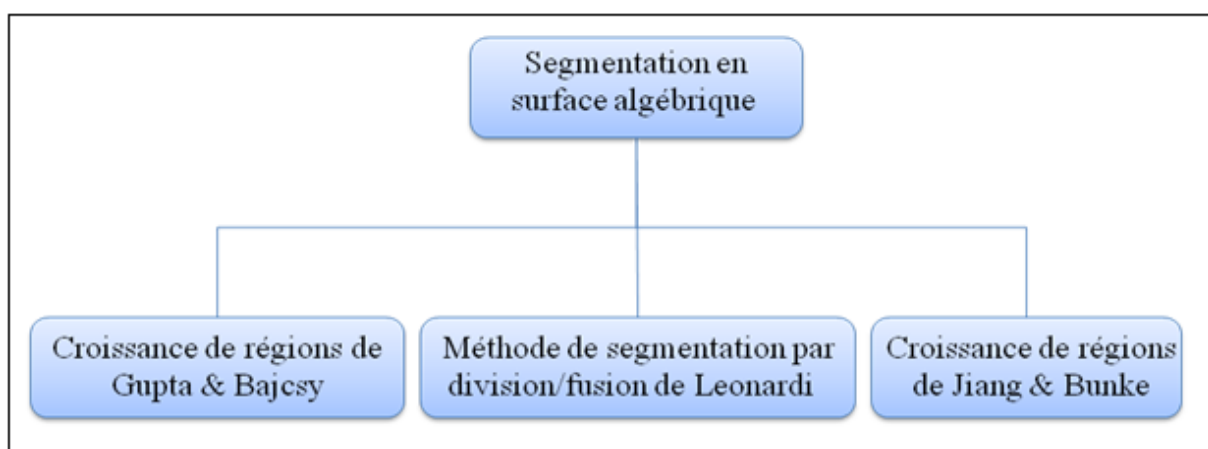 Segmentation en
surface algébrique
Croissance de régions de
Gupta & Bajcsy
Méthode de segmentation par
division/fusion de Leonardi
Croissance de régions
de Jiang & Bunke